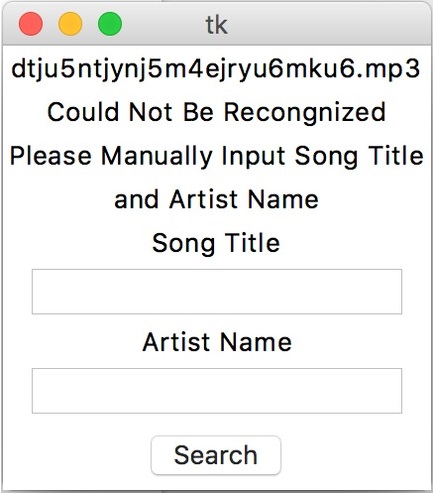 tk
dtju5ntjynj5m4ejryu6mku6.mp3
Could Not Be Recongnized
Please Manually Input Song Title
and Artist Name
Song Title
Artist Name
Search